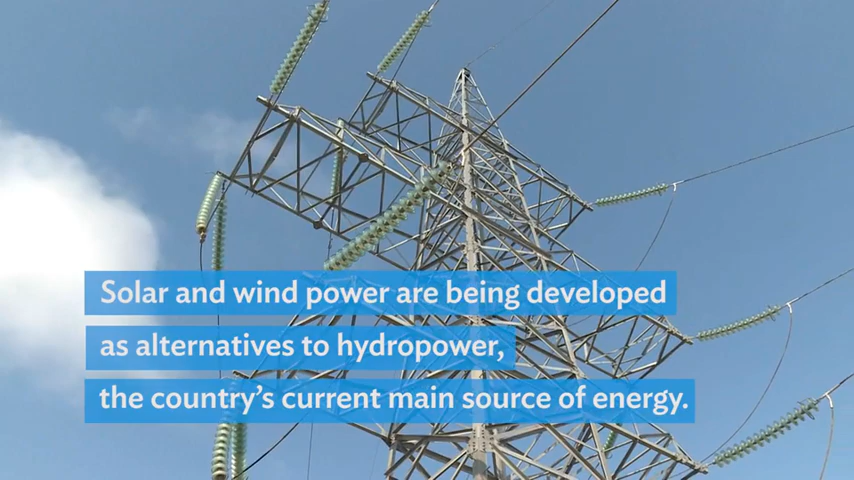 Solar and wind power are being developed
as alternatives to hydropower,
the country’s current main source of energy.